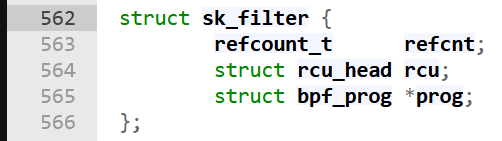 562 struct sk_filter {
563 refcount_t refcnt;
564 struct rcu_head rcu;
565 struct bpf_prog *prog;
566 };